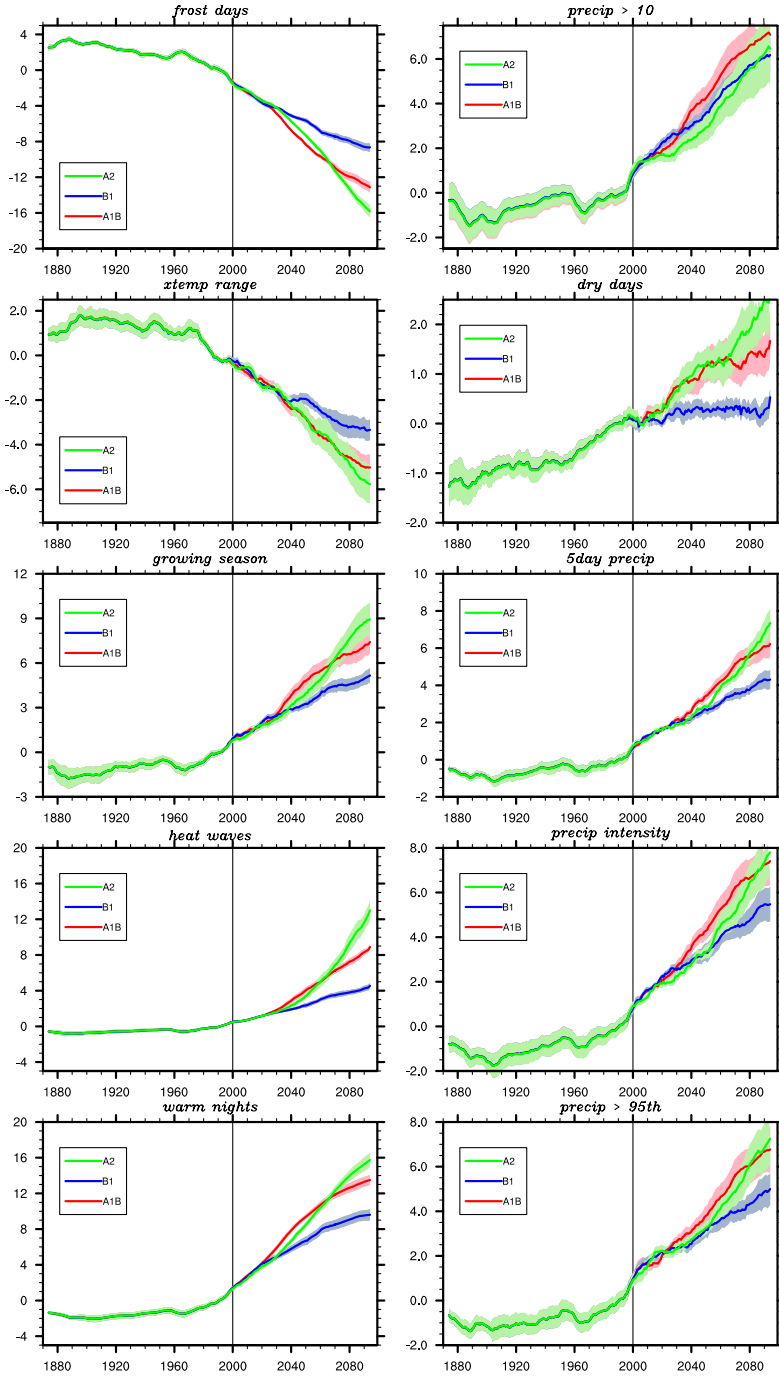 frost days
4
0
-4
-8
-12
-16
-20
A2
B1
A1B
1880 1920 1960 2000 2040 2080
precip > 10
6.0
4.0
2.0
0.0
-2.0
A2
B1
A1B
1880 1920 1960 2000 2040 2080
xtemp range
2.0
0.0
-2.0
-4.0
-6.0
A2
B1
A1B
1880 1920 1960 2000 2040 2080
dry days
2.0
1.0
0.0
-1.0
-2.0
A2
B1
A1B
1880 1920 1960 2000 2040 2080
growing season
12
9
6
3
0
-3
A2
B1
A1B
1880 1920 1960 2000 2040 2080
5day precip
10
8
6
4
2
0
-2
A2
B1
A1B
1880 1920 1960 2000 2040 2080
heat waves
20
16
12
8
4
0
-4
A2
B1
A1B
1880 1920 1960 2000 2040 2080
precip intensity
8.0
6.0
4.0
2.0
0.0
-2.0
A2
B1
A1B
1880 1920 1960 2000 2040 2080
warm nights
20
16
12
8
4
0
-4
A2
B1
A1B
1880 1920 1960 2000 2040 2080
precip > 95th
8.0
6.0
4.0
2.0
0.0
-2.0
A2
B1
A1B
1880 1920 1960 2000 2040 2080